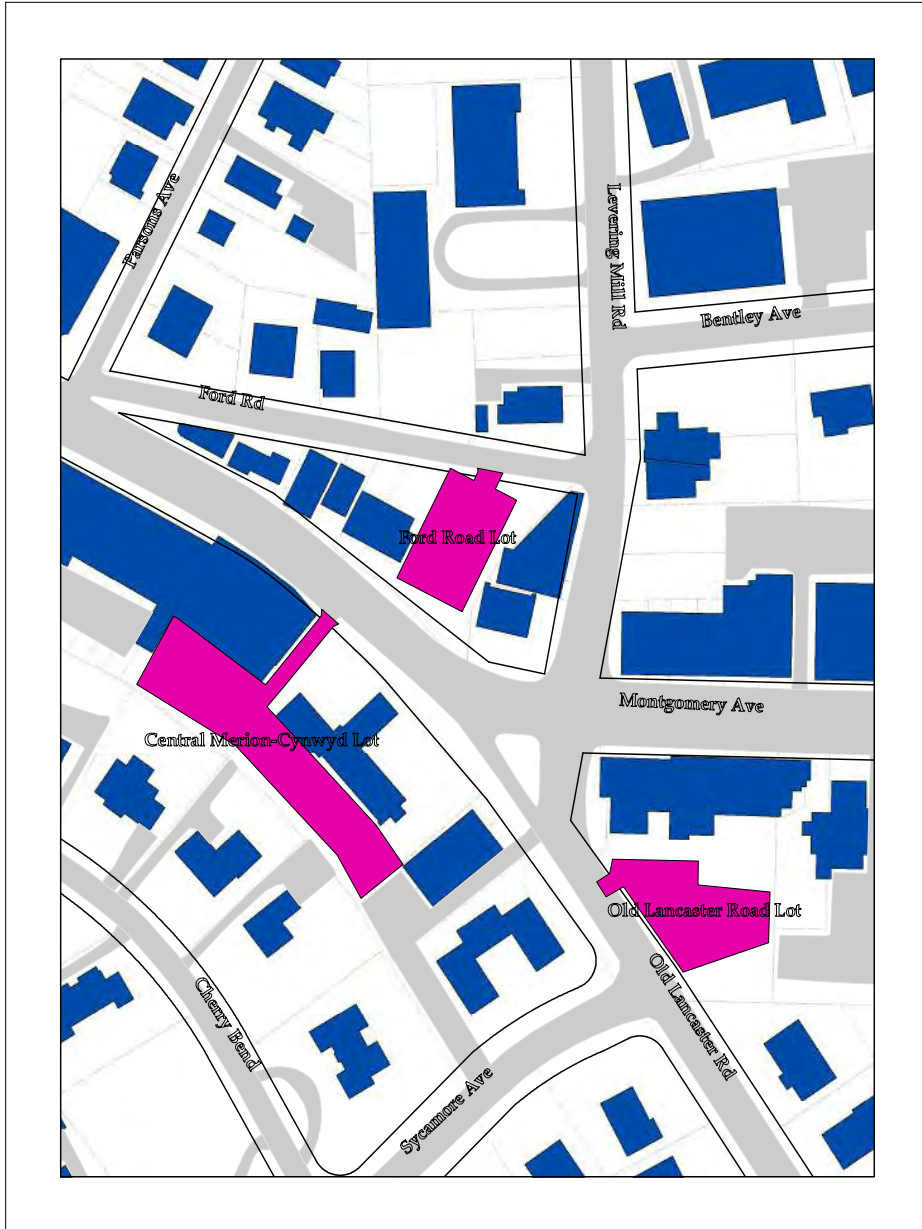 Parsons Ave
Levering Mill Rd
Bentley Ave
Ford Rd
Ford Road Lot
Montgomery Ave
Central Merion-Cynwyd Lot
Old Lancaster Road Lot
Old Lancaster Rd
Cherry Bend
Sycamore Ave